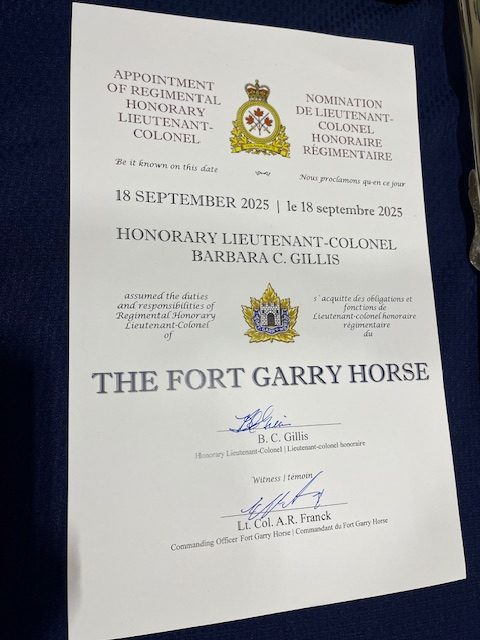 APPOINTMENT
OF REGIMENTAL
HONORARY
LIEUTENANT-
COLONEL
NOMINATION
DE LIEUTENANT-
COLONEL
HONORAIRE
RÉGIMENTAIRE
Be it known on this date
Nous proclamons qu-en ce jour
18 SEPTEMBER 2025 | le 18 septembre 2025
HONORARY LIEUTENANT-COLONEL
BARBARA C. GILLIS
assumed the duties
and responsibilities of
Regimental Honorary
Lieutenant-Colonel
of
s'acquitte des obligations et
fonctions de
Lieutenant-colonel honoraire
régimentaire
du
THE FORT GARRY HORSE
B. C. Gillis
Honorary Lieutenant-Colonel | Lieutenant-colonel honoraire
Witness | témoin
Lt. Col. A.R. Franck
Commanding Officer Fort Garry Horse | Commandant du Fort Garry Horse